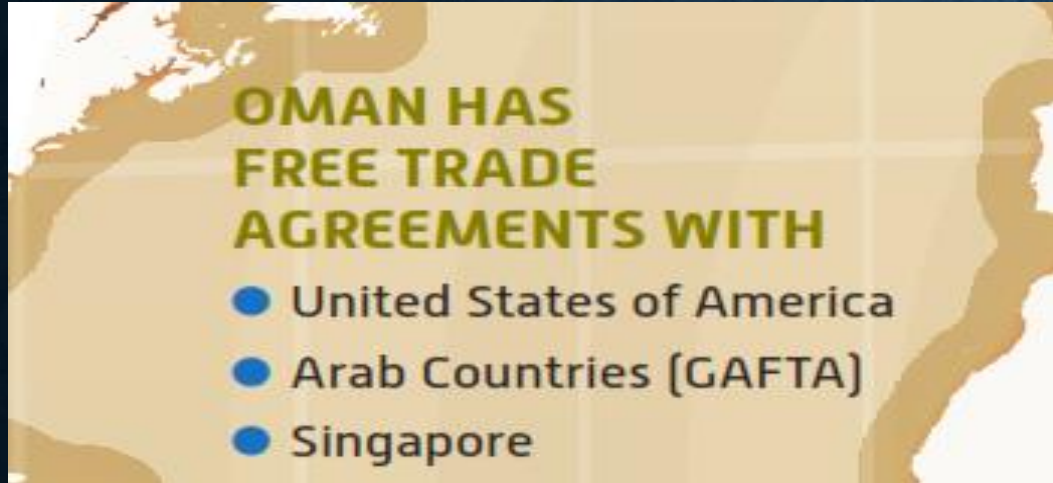 OMAN HAS
FREE TRADE
AGREEMENTS WITH
United States of America
Arab Countries (GAFTA)
Singapore